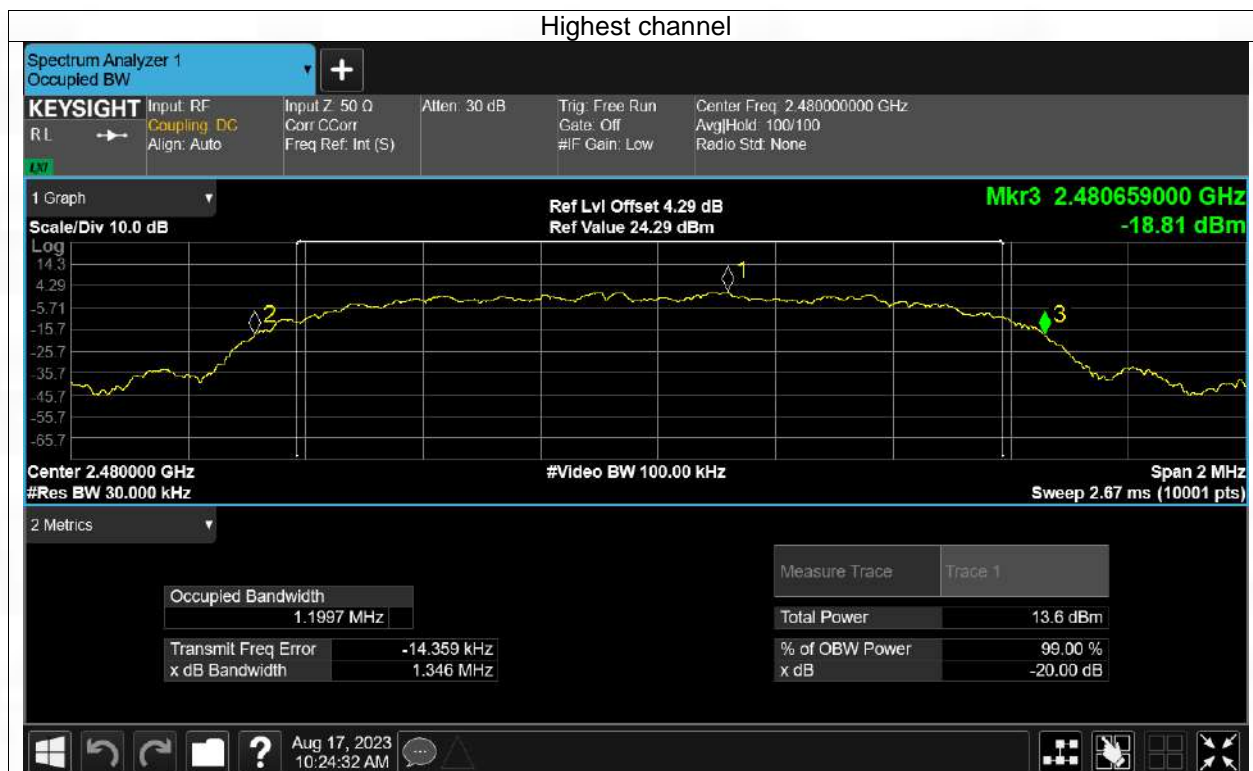 Highest channel
Spectrum Analyzer 1
Occupied BW
+
KEYSIGHT
RL
LXI
Input: RF
Coupling: DC
Align: Auto
Input Z: 50 Ω
Corr CCorr
Freq Ref: Int (S)
Atten: 30 dB
Trig: Free Run
Gate: Off
#IF Gain: Low
Center Freq: 2.480000000 GHz
Avg|Hold: 100/100
Radio Std: None
1 Graph
Scale/Div 10.0 dB
Ref Lvl Offset 4.29 dB
Ref Value 24.29 dBm
Mkr3 2.480659000 GHz
-18.81 dBm
Log
14.3
4.29
-5.71
-15.7
-25.7
-35.7
-45.7
-55.7
-65.7
1
2
3
Center 2.480000 GHz
#Video BW 100.00 kHz
Span 2 MHz
#Res BW 30.000 kHz
Sweep 2.67 ms (10001 pts)
2 Metrics
Measure Trace Trace 1
Occupied Bandwidth
1.1997 MHz
Total Power 13.6 dBm
Transmit Freq Error -14.359 kHz
% of OBW Power 99.00 %
x dB Bandwidth 1.346 MHz
x dB -20.00 dB
?
Aug 17, 2023
10:24:32 AM